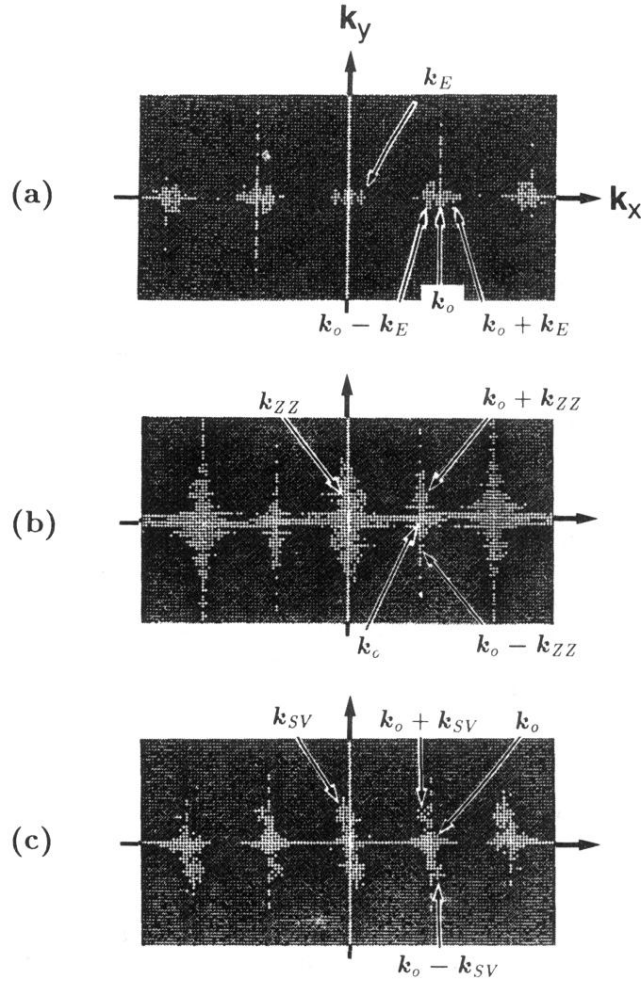 k_y
k_E
(a)
k_x
k_o
k_o − k_E
k_o + k_E
k_ZZ
k_o + k_ZZ
(b)
k_o
k_o − k_ZZ
k_SV
k_o + k_SV
k_o
(c)
k_o − k_SV